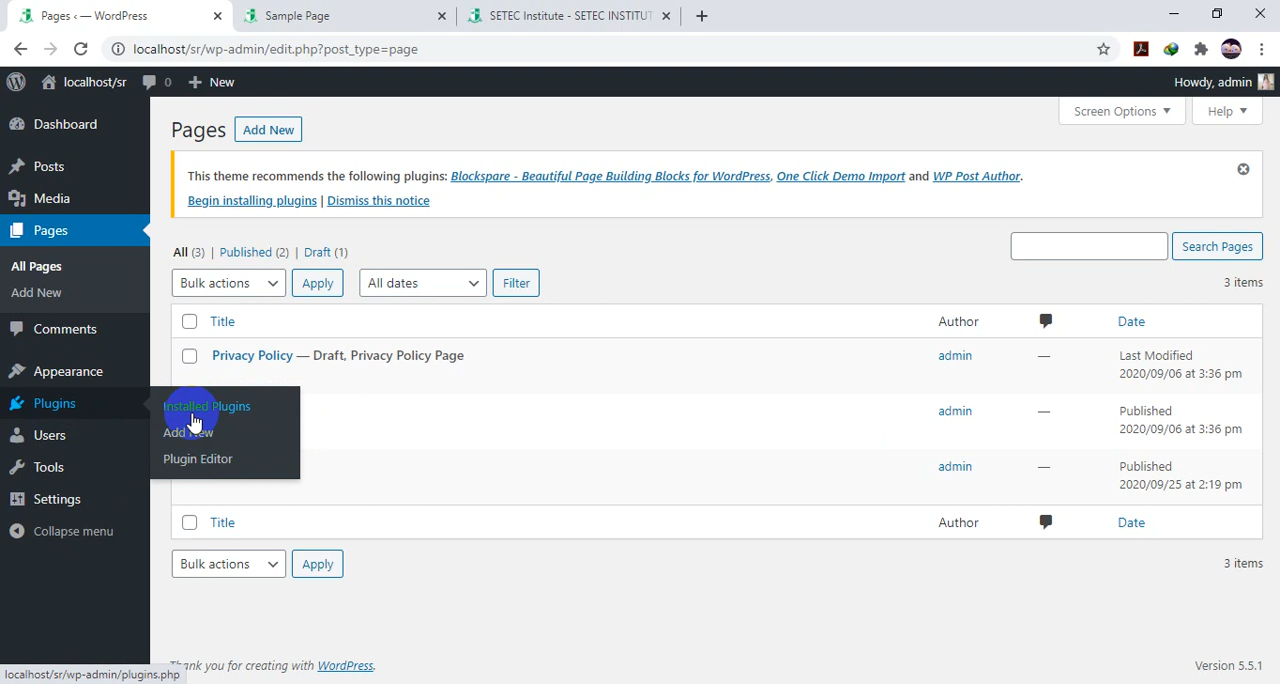 Pages ‹ — WordPress
Sample Page
SETEC Institute - SETEC INSTITUT
localhost/sr/wp-admin/edit.php?post_type=page
localhost/sr
0
New
Howdy, admin
Dashboard
Posts
Media
Pages
All Pages
Add New
Comments
Appearance
Plugins
Users
Tools
Settings
Collapse menu
Installed Plugins
Add New
Plugin Editor
Screen Options
Help
Pages
Add New
This theme recommends the following plugins: Blockspare - Beautiful Page Building Blocks for WordPress, One Click Demo Import and WP Post Author.
Begin installing plugins | Dismiss this notice
All (3) | Published (2) | Draft (1)
Search Pages
Bulk actions
Apply
All dates
Filter
3 items
Title
Author
Date
Privacy Policy — Draft, Privacy Policy Page
admin
—
Last Modified
2020/09/06 at 3:36 pm
admin
—
Published
2020/09/06 at 3:36 pm
admin
—
Published
2020/09/25 at 2:19 pm
Title
Author
Date
Bulk actions
Apply
3 items
Thank you for creating with WordPress.
Version 5.5.1
localhost/sr/wp-admin/plugins.php